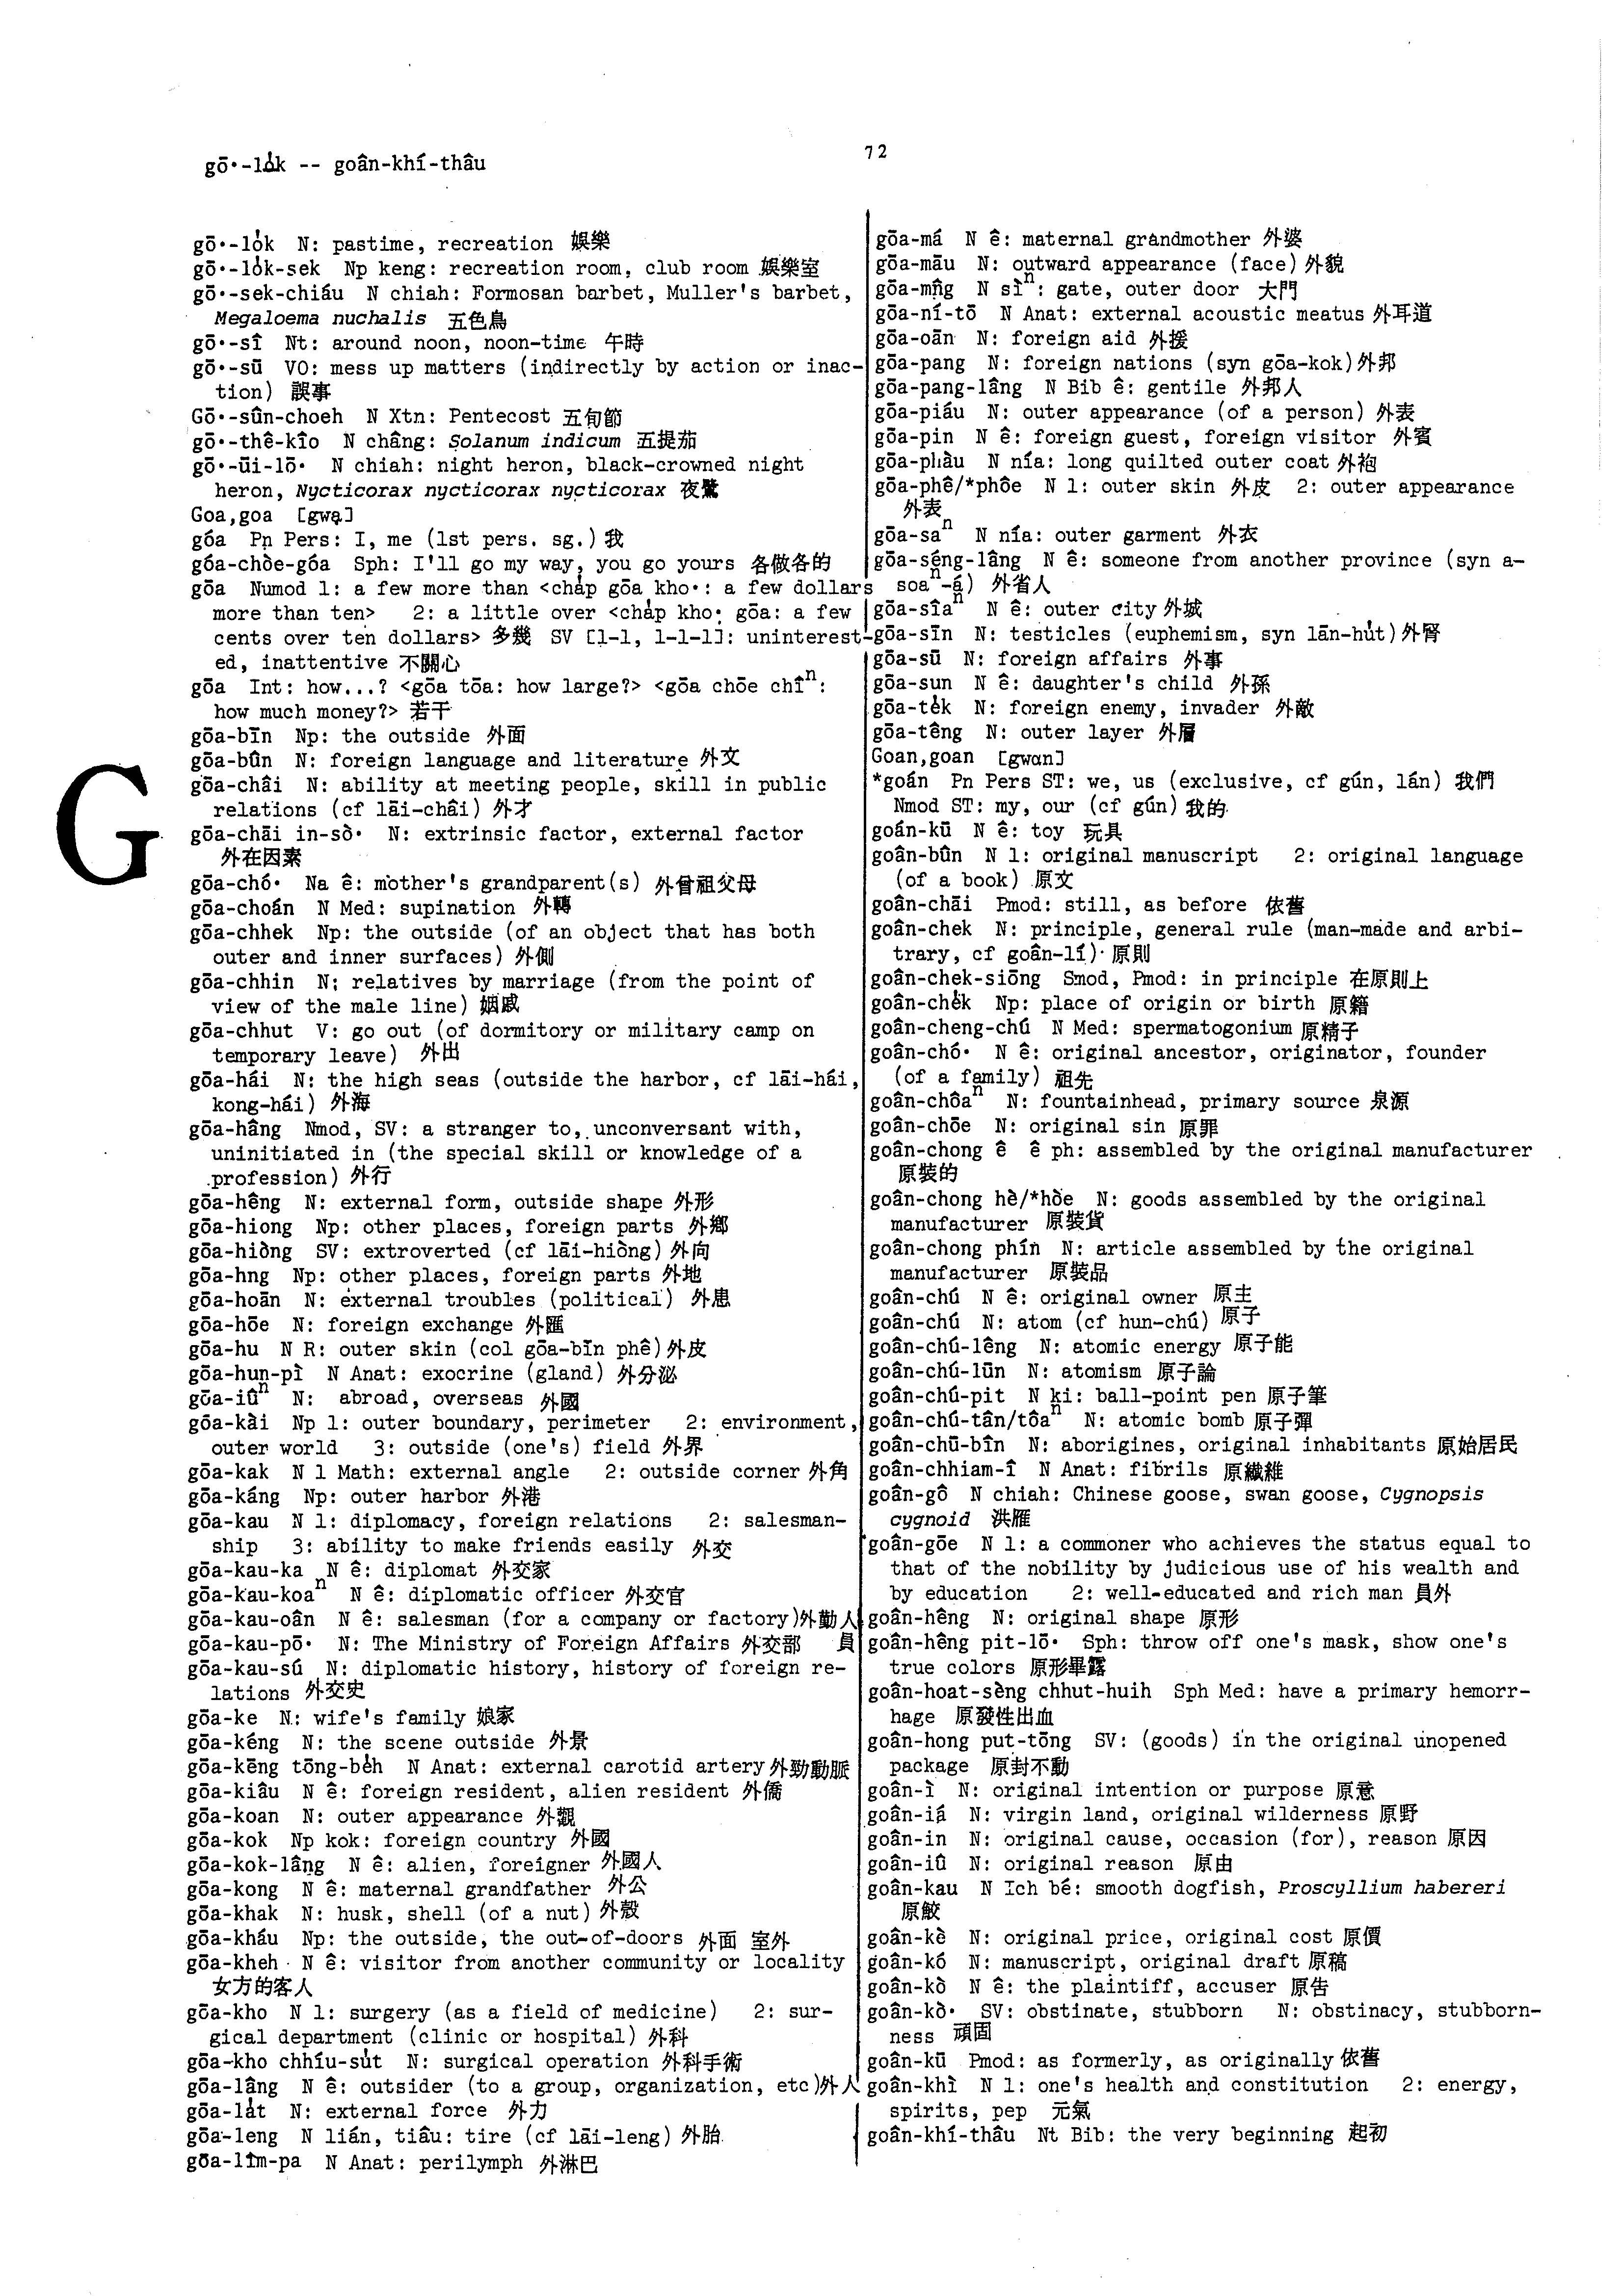 72
gō·-lo̍k -- goân-khí-thâu
gō·-lo̍k N: pastime, recreation 娛樂
gō·-lo̍k-sek Np keng: recreation room, club room 娛樂室
gō·-sek-chiáu N chiah: Formosan barbet, Muller's barbet,
Megaloema nuchalis 五色鳥
gō·-sî Nt: around noon, noon-time 午時
gō·-sū VO: mess up matters (indirectly by action or inac-
tion) 誤事
Gō·-sûn-choeh N Xtn: Pentecost 五旬節
gō·-thê-kîo N châng: Solanum indicum 五提茄
gō·-ūi-lō· N chiah: night heron, black-crowned night
heron, Nycticorax nycticorax nycticorax 夜鷺
Goa,goa [gwa]
góa Pn Pers: I, me (1st pers. sg.) 我
góa-chòe-góa Sph: I'll go my way, you go yours 各做各的
gōa Numod 1: a few more than <cha̍p gōa kho·: a few dollars
more than ten> 2: a little over <cha̍p kho· gōa: a few
cents over ten dollars> 多幾 SV [1-1, 1-1-1]: uninterest-
ed, inattentive 不關心
gōa Int: how...? <gōa tōa: how large?> <gōa chōe chîⁿ:
how much money?> 若干
gōa-bīn Np: the outside 外面
gōa-bûn N: foreign language and literature 外文
G
gōa-châi N: ability at meeting people, skill in public
relations (cf lāi-châi) 外才
gōa-chāi in-sò· N: extrinsic factor, external factor
外在因素
gōa-chó· Na ê: mother's grandparent(s) 外曾祖父母
gōa-choán N Med: supination 外轉
gōa-chhek Np: the outside (of an object that has both
outer and inner surfaces) 外側
gōa-chhin N: relatives by marriage (from the point of
view of the male line) 姻戚
gōa-chhut V: go out (of dormitory or military camp on
temporary leave) 外出
gōa-hái N: the high seas (outside the harbor, cf lāi-hái,
kong-hái) 外海
gōa-hâng Nmod, SV: a stranger to, unconversant with,
uninitiated in (the special skill or knowledge of a
profession) 外行
gōa-hêng N: external form, outside shape 外形
gōa-hiong Np: other places, foreign parts 外鄉
gōa-hiòng SV: extroverted (cf lāi-hiòng) 外向
gōa-hng Np: other places, foreign parts 外地
gōa-hoān N: external troubles (political) 外患
gōa-hōe N: foreign exchange 外匯
gōa-hu N R: outer skin (col gōa-bīn phê) 外皮
gōa-hun-pì N Anat: exocrine (gland) 外分泌
gōa-iûⁿ N: abroad, overseas 外國
gōa-kài Np 1: outer boundary, perimeter 2: environment,
outer world 3: outside (one's) field 外界
gōa-kak N 1 Math: external angle 2: outside corner 外角
gōa-káng Np: outer harbor 外港
gōa-kau N 1: diplomacy, foreign relations 2: salesman-
ship 3: ability to make friends easily 外交
gōa-kau-ka N ê: diplomat 外交家
gōa-kau-koaⁿ N ê: diplomatic officer 外交官
gōa-kau-oân N ê: salesman (for a company or factory)外勤人
gōa-kau-pō· N: The Ministry of Foreign Affairs 外交部 員
gōa-kau-sú N: diplomatic history, history of foreign re-
lations 外交史
gōa-ke N: wife's family 娘家
gōa-kéng N: the scene outside 外景
gōa-kēng tōng-be̍h N Anat: external carotid artery 外勁動脈
gōa-kiâu N ê: foreign resident, alien resident 外僑
gōa-koan N: outer appearance 外觀
gōa-kok Np kok: foreign country 外國
gōa-kok-lâng N ê: alien, foreigner 外國人
gōa-kong N ê: maternal grandfather 外公
gōa-khak N: husk, shell (of a nut) 外殼
gōa-kháu Np: the outside, the out-of-doors 外面 室外
gōa-kheh N ê: visitor from another community or locality
女方的客人
gōa-kho N 1: surgery (as a field of medicine) 2: sur-
gical department (clinic or hospital) 外科
gōa-kho chhíu-su̍t N: surgical operation 外科手術
gōa-lâng N ê: outsider (to a group, organization, etc)外人
gōa-la̍t N: external force 外力
gōa-leng N lián, tiâu: tire (cf lāi-leng) 外胎
gōa-lîm-pa N Anat: perilymph 外淋巴
gōa-má N ê: maternal grandmother 外婆
gōa-māu N: outward appearance (face) 外貌
gōa-mn̂g N sìⁿ: gate, outer door 大門
gōa-ní-tō N Anat: external acoustic meatus 外耳道
gōa-oān N: foreign aid 外援
gōa-pang N: foreign nations (syn gōa-kok) 外邦
gōa-pang-lâng N Bib ê: gentile 外邦人
gōa-piáu N: outer appearance (of a person) 外表
gōa-pin N ê: foreign guest, foreign visitor 外賓
gōa-phàu N nía: long quilted outer coat 外袍
gōa-phê/*phôe N 1: outer skin 外皮 2: outer appearance
外表
gōa-saⁿ N nía: outer garment 外衣
gōa-séng-lâng N ê: someone from another province (syn a-
soaⁿ-á) 外省人
gōa-sîaⁿ N ê: outer city 外城
gōa-sīn N: testicles (euphemism, syn lān-hu̍t) 外腎
gōa-sū N: foreign affairs 外事
gōa-sun N ê: daughter's child 外孫
gōa-te̍k N: foreign enemy, invader 外敵
gōa-têng N: outer layer 外層
Goan,goan [gwan]
*goán Pn Pers ST: we, us (exclusive, cf gún, lán) 我們
Nmod ST: my, our (cf gún) 我的
goán-kū N ê: toy 玩具
goân-bûn N 1: original manuscript 2: original language
(of a book) 原文
goân-chāi Pmod: still, as before 依舊
goân-chek N: principle, general rule (man-made and arbi-
trary, cf goân-lí) 原則
goân-chek-siōng Smod, Pmod: in principle 在原則上
goân-che̍k Np: place of origin or birth 原籍
goân-cheng-chú N Med: spermatogonium 原精子
goân-chó· N ê: original ancestor, originator, founder
(of a family) 祖先
goân-chôaⁿ N: fountainhead, primary source 泉源
goân-chōe N: original sin 原罪
goân-chong ê ê ph: assembled by the original manufacturer
原裝的
goân-chong hè/*hòe N: goods assembled by the original
manufacturer 原裝貨
goân-chong phín N: article assembled by the original
manufacturer 原裝品
goân-chú N ê: original owner 原主
goân-chú N: atom (cf hun-chú) 原子
goân-chú-lêng N: atomic energy 原子能
goân-chú-lūn N: atomism 原子論
goân-chú-pit N ki: ball-point pen 原子筆
goân-chú-tân/tôaⁿ N: atomic bomb 原子彈
goân-chū-bîn N: aborigines, original inhabitants 原始居民
goân-chhiam-î N Anat: fibrils 原纖維
goân-gô N chiah: Chinese goose, swan goose, Cygnopsis
cygnoid 洪雁
goân-gōe N 1: a commoner who achieves the status equal to
that of the nobility by judicious use of his wealth and
by education 2: well-educated and rich man 員外
goân-hêng N: original shape 原形
goân-hêng pit-lō· Sph: throw off one's mask, show one's
true colors 原形畢露
goân-hoat-sèng chhut-huih Sph Med: have a primary hemorr-
hage 原發性出血
goân-hong put-tōng SV: (goods) in the original unopened
package 原封不動
goân-ì N: original intention or purpose 原意
goân-iá N: virgin land, original wilderness 原野
goân-in N: original cause, occasion (for), reason 原因
goân-iû N: original reason 原由
goân-kau N Ich bé: smooth dogfish, Proscyllium habereri
原鮫
goân-kè N: original price, original cost 原價
goân-kó N: manuscript, original draft 原稿
goân-kò N ê: the plaintiff, accuser 原告
goân-kò· SV: obstinate, stubborn N: obstinacy, stubborn-
ness 頑固
goân-kū Pmod: as formerly, as originally 依舊
goân-khì N 1: one's health and constitution 2: energy,
spirits, pep 元氣
goân-khí-thâu Nt Bib: the very beginning 起初